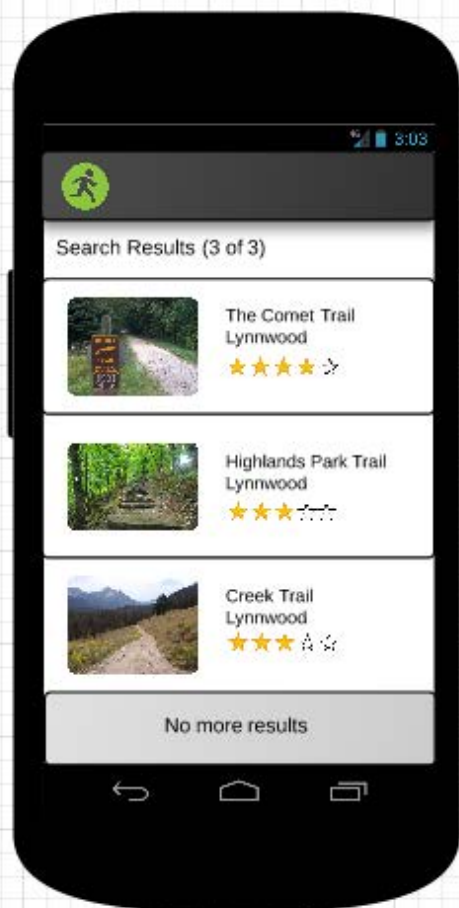 4G 3:03
Search Results (3 of 3)
The Comet Trail
Lynnwood
Highlands Park Trail
Lynnwood
Creek Trail
Lynnwood
No more results